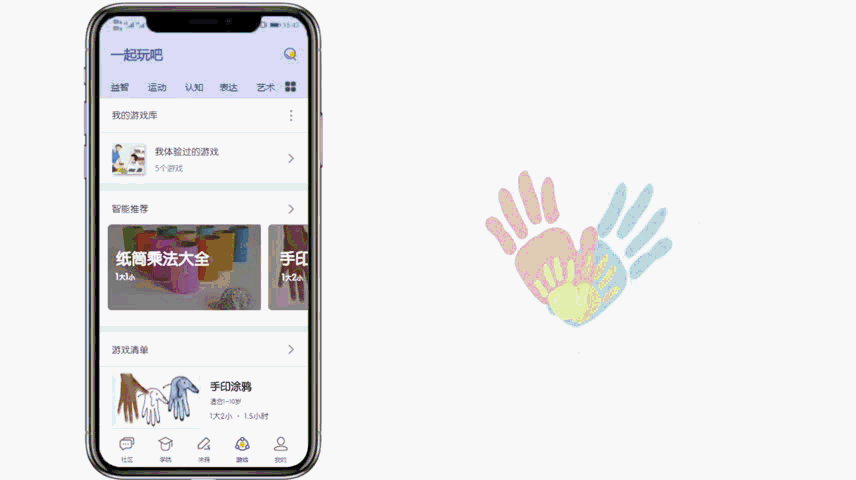 15:43
一起玩吧
益智 运动 认知 表达 艺术
我的游戏库
我体验过的游戏
5个游戏
智能推荐
纸筒乘法大全
1大1小
手印
1大2小
游戏清单
手印涂鸦
适合1-10岁
1大2小 · 1.5小时
社区 学院 游戏 我的